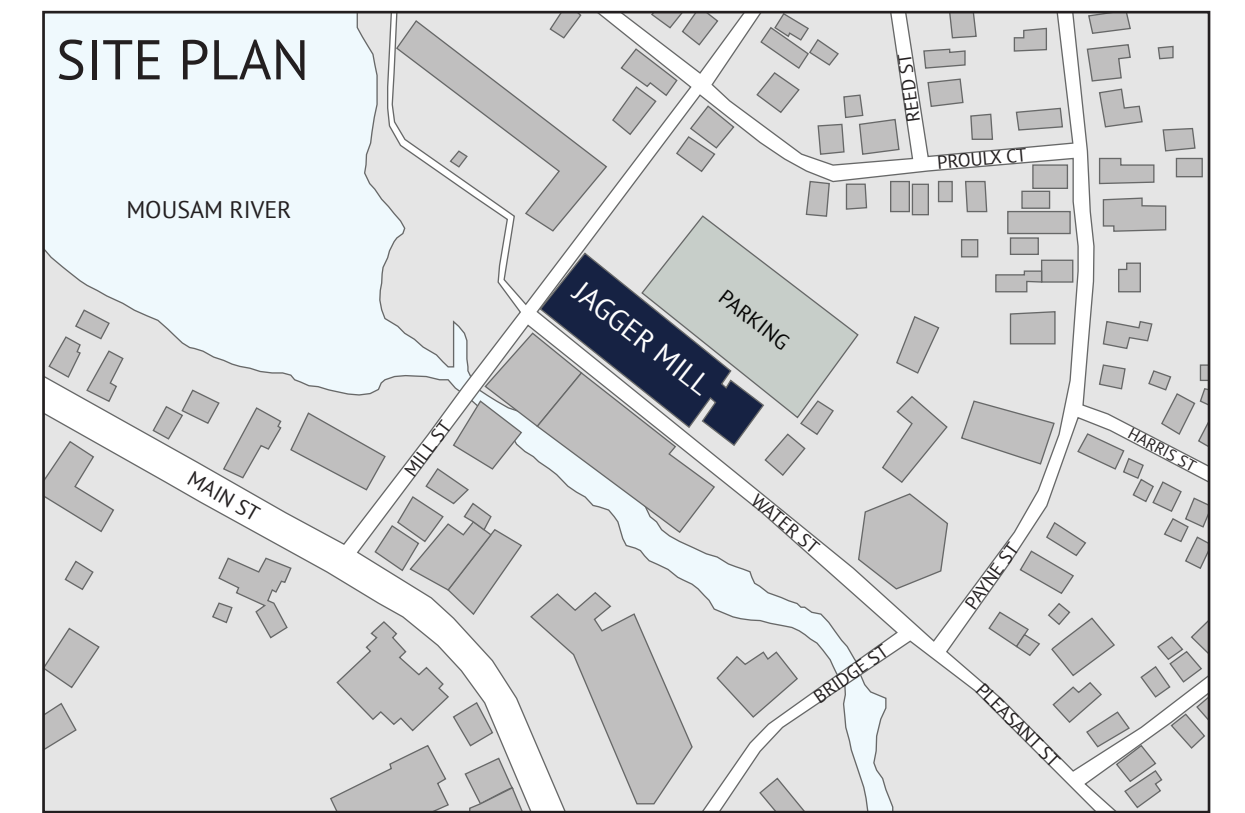 SITE PLAN
REED ST
PROULX CT
MOUSAM RIVER
JAGGER MILL
PARKING
MILL ST
HARRIS ST
MAIN ST
WATER ST
PAYNE ST
BRIDGE ST
PLEASANT ST